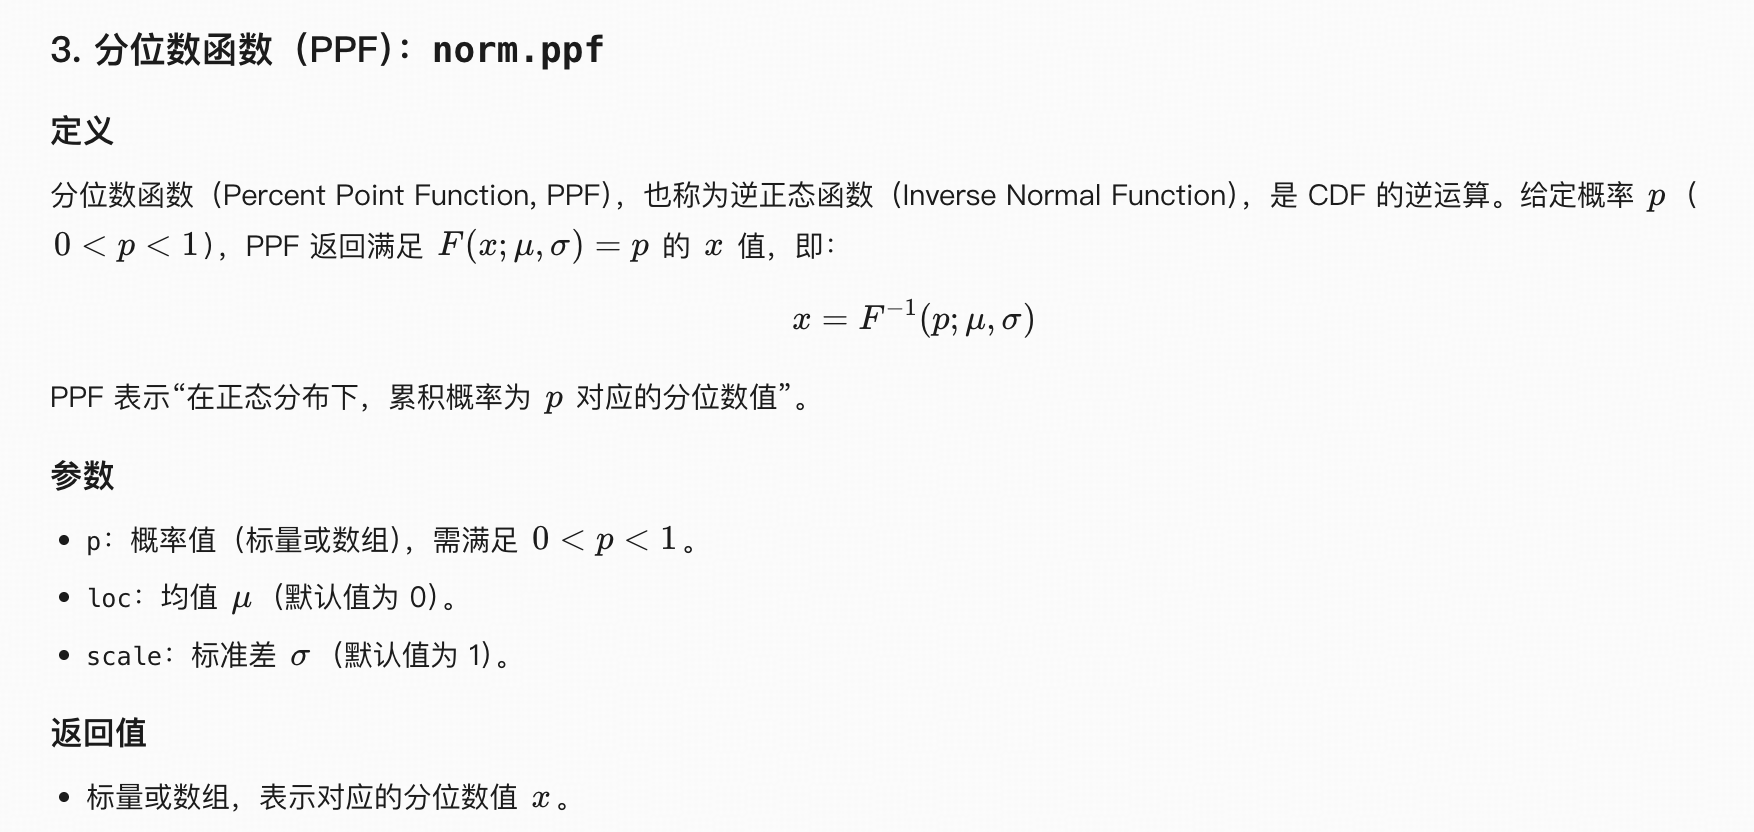 3. 分位数函数（PPF）：norm.ppf
定义
分位数函数（Percent Point Function, PPF），也称为逆正态函数（Inverse Normal Function），是 CDF 的逆运算。给定概率 p（
0 < p < 1），PPF 返回满足 F(x; μ, σ) = p 的 x 值，即：
x = F⁻¹(p; μ, σ)
PPF 表示“在正态分布下，累积概率为 p 对应的分位数值”。
参数
• p：概率值（标量或数组），需满足 0 < p < 1。
• loc：均值 μ（默认值为 0）。
• scale：标准差 σ（默认值为 1）。
返回值
• 标量或数组，表示对应的分位数值 x。